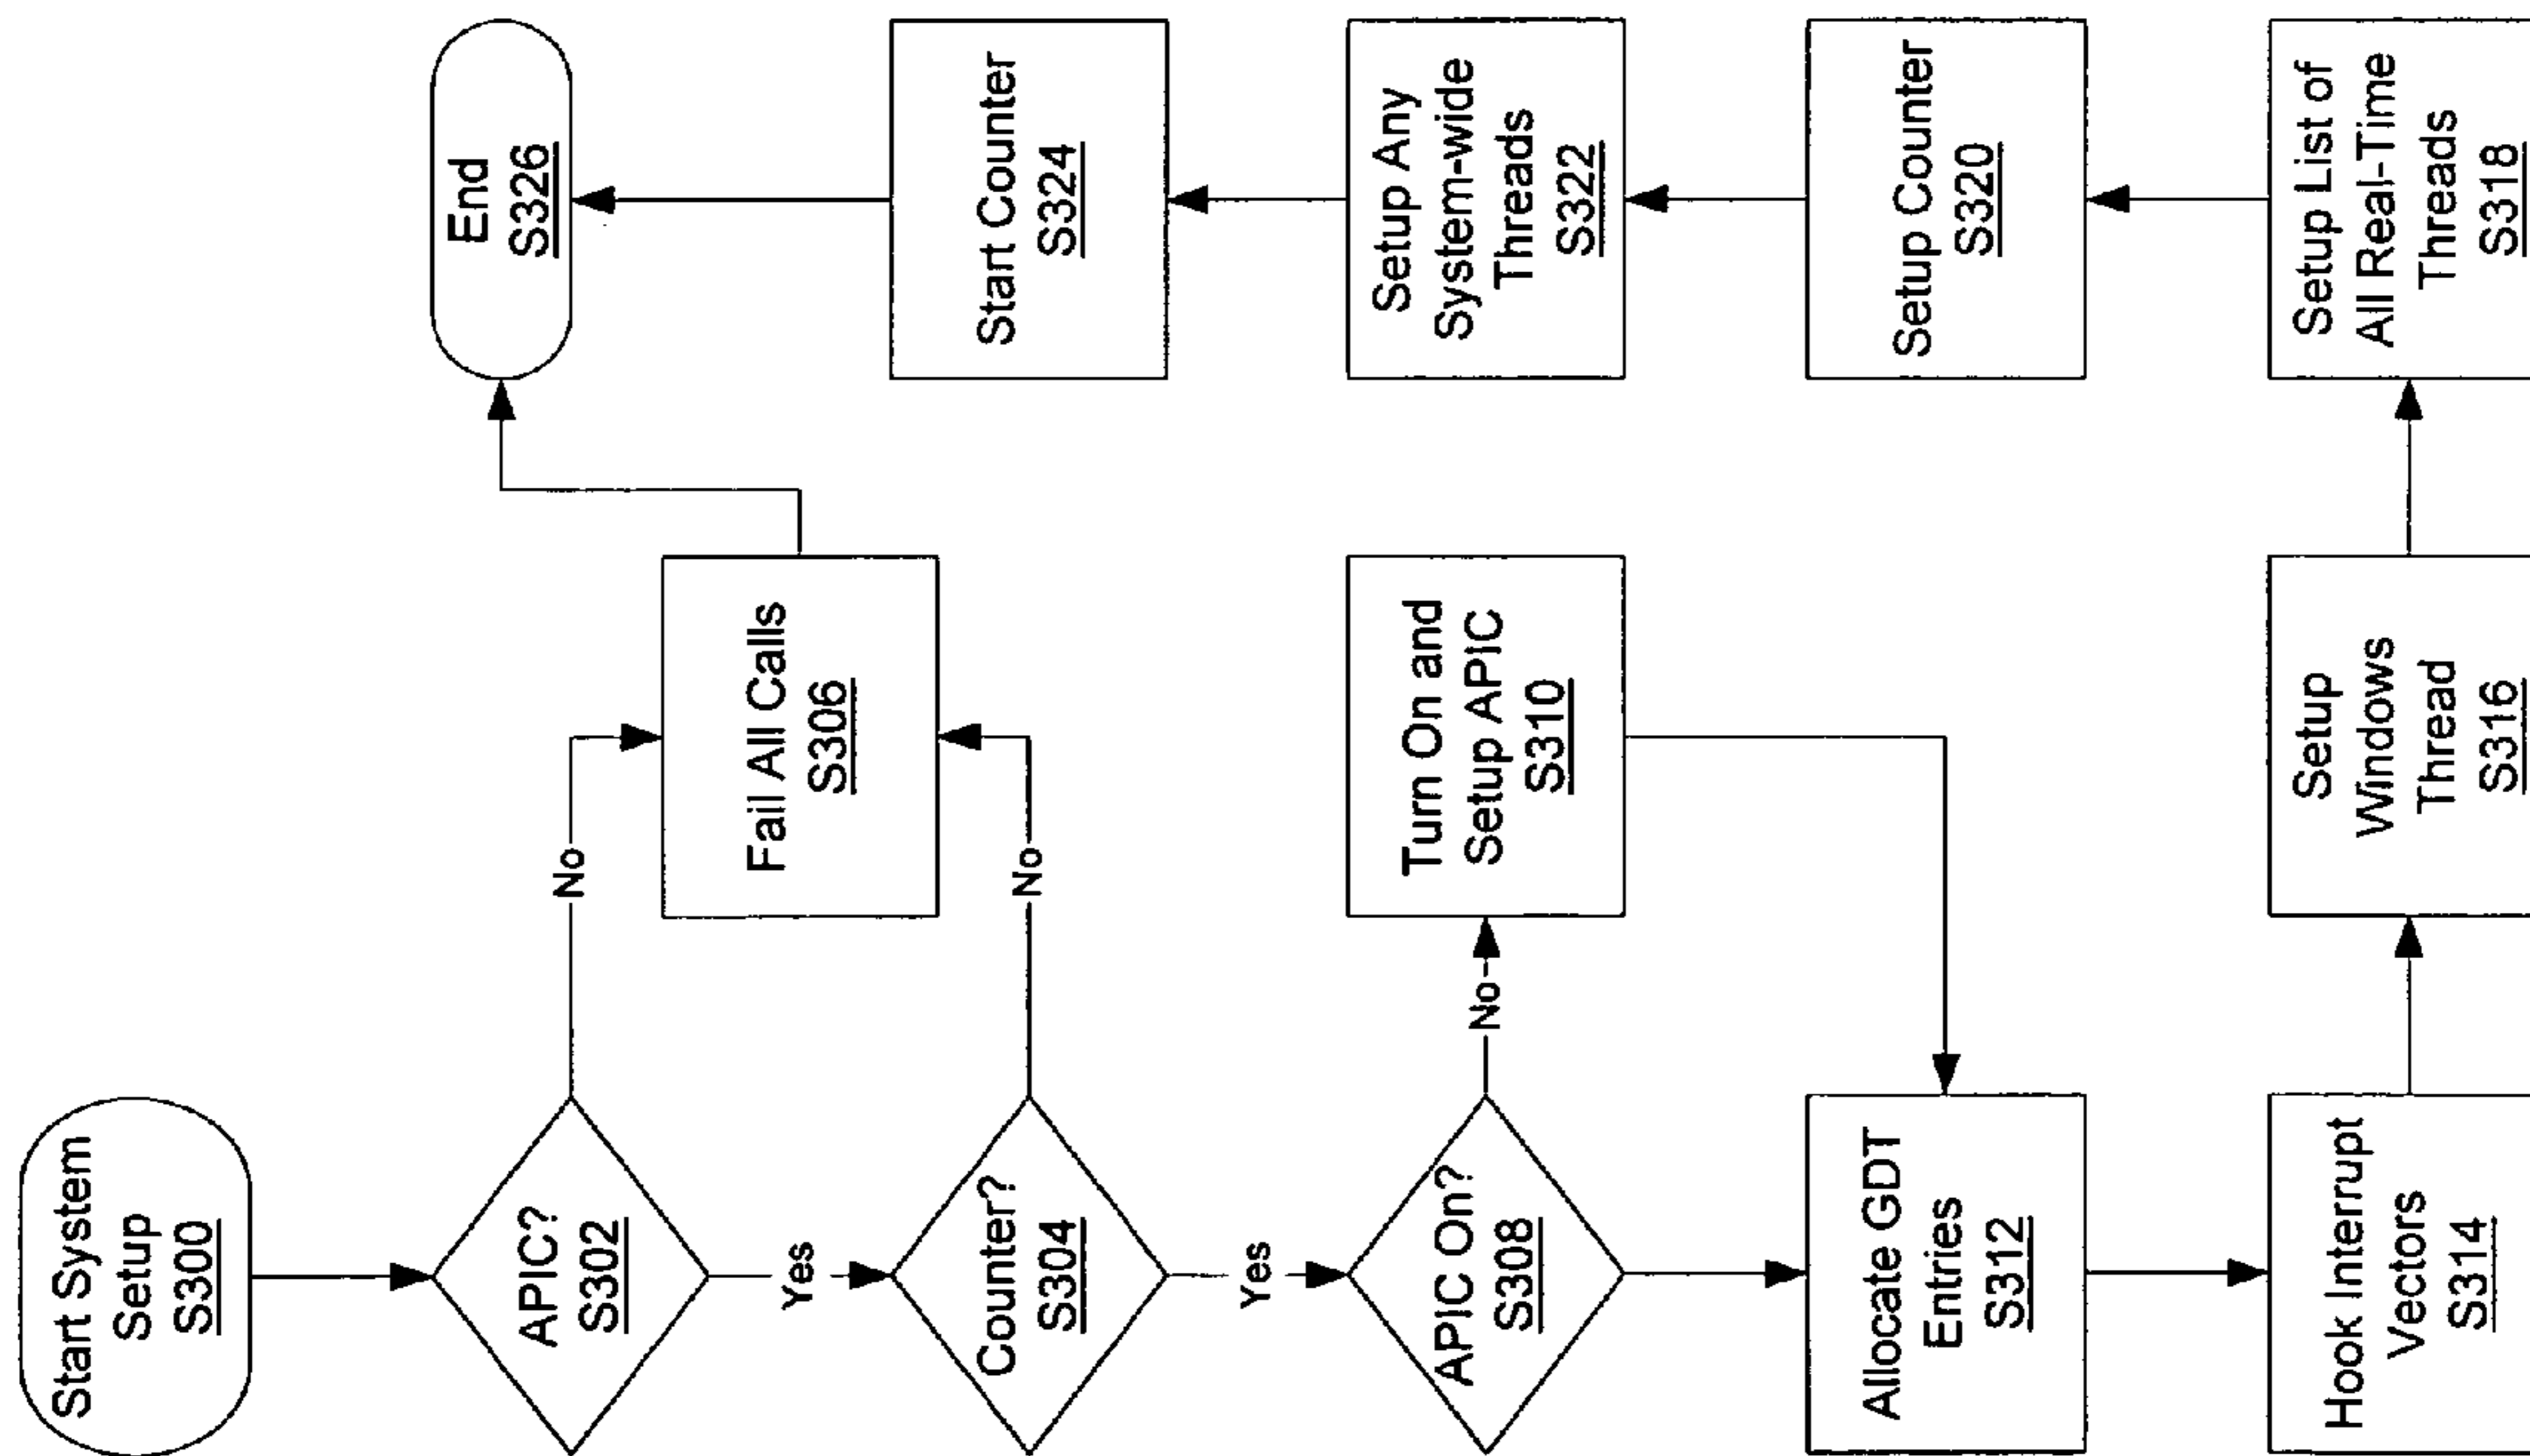 Start System
Setup
S300
APIC?
S302
No
Yes
Counter?
S304
No
Fail All Calls
S306
Yes
APIC On?
S308
No
Turn On and
Setup APIC
S310
Allocate GDT
Entries
S312
Hook Interrupt
Vectors
S314
Setup
Windows
Thread
S316
Setup List of
All Real-Time
Threads
S318
Setup Counter
S320
Setup Any
System-wide
Threads
S322
Start Counter
S324
End
S326